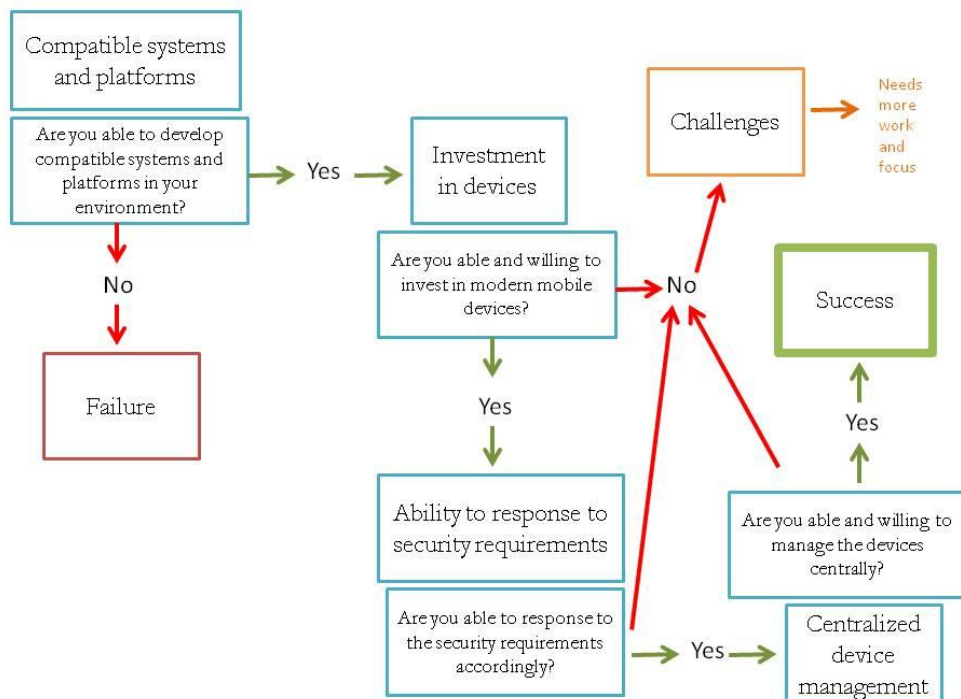 Compatible systems
and platforms
Are you able to develop
compatible systems and
platforms in your
environment?
Yes
No
Failure
Investment
in devices
Are you able and willing to
invest in modern mobile
devices?
No
Yes
Challenges
Needs
more
work
and
focus
Ability to response to
security requirements
Are you able to response to
the security requirements
accordingly?
Yes
Centralized
device
management
Are you able and willing to
manage the devices
centrally?
Yes
Success